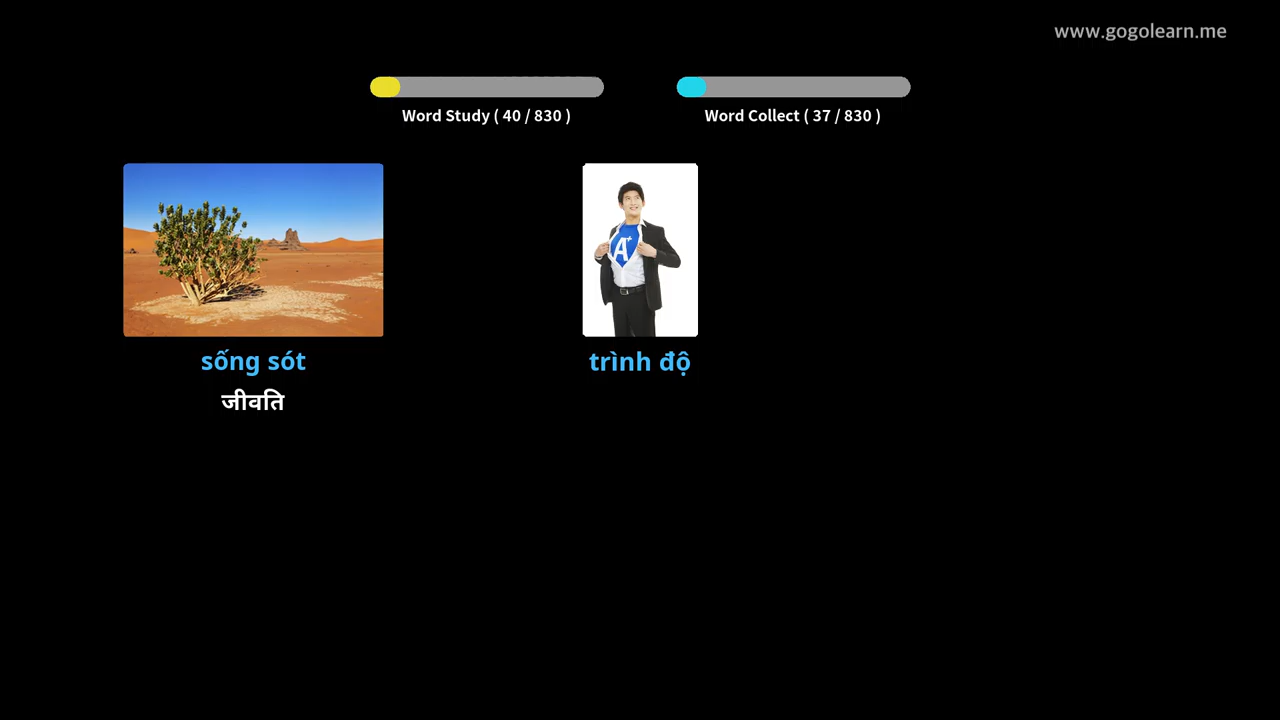 www.gogolearn.me
Word Study ( 40 / 830 )
Word Collect ( 37 / 830 )
A+
sống sót
trình độ
जीवति